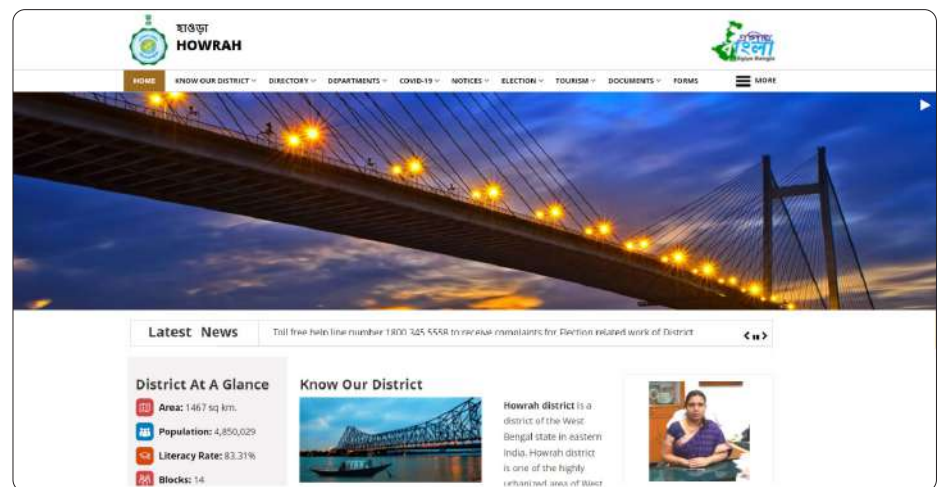 হাওড়া
HOWRAH
এগিয়ে
বাংলা
Egiye Bangla
HOME KNOW OUR DISTRICT DIRECTORY DEPARTMENTS COVID-19 NOTICES ELECTION TOURISM DOCUMENTS FORMS MORE
Latest News Toll free help line number 1800 345 5558 to receive complaints for Election related work of District
District At A Glance
Area: 1467 sq km.
Population: 4,850,029
Literacy Rate: 83.31%
Blocks: 14
Know Our District
Howrah district is a
district of the West
Bengal state in eastern
India. Howrah district
is one of the highly
urbanized area of West